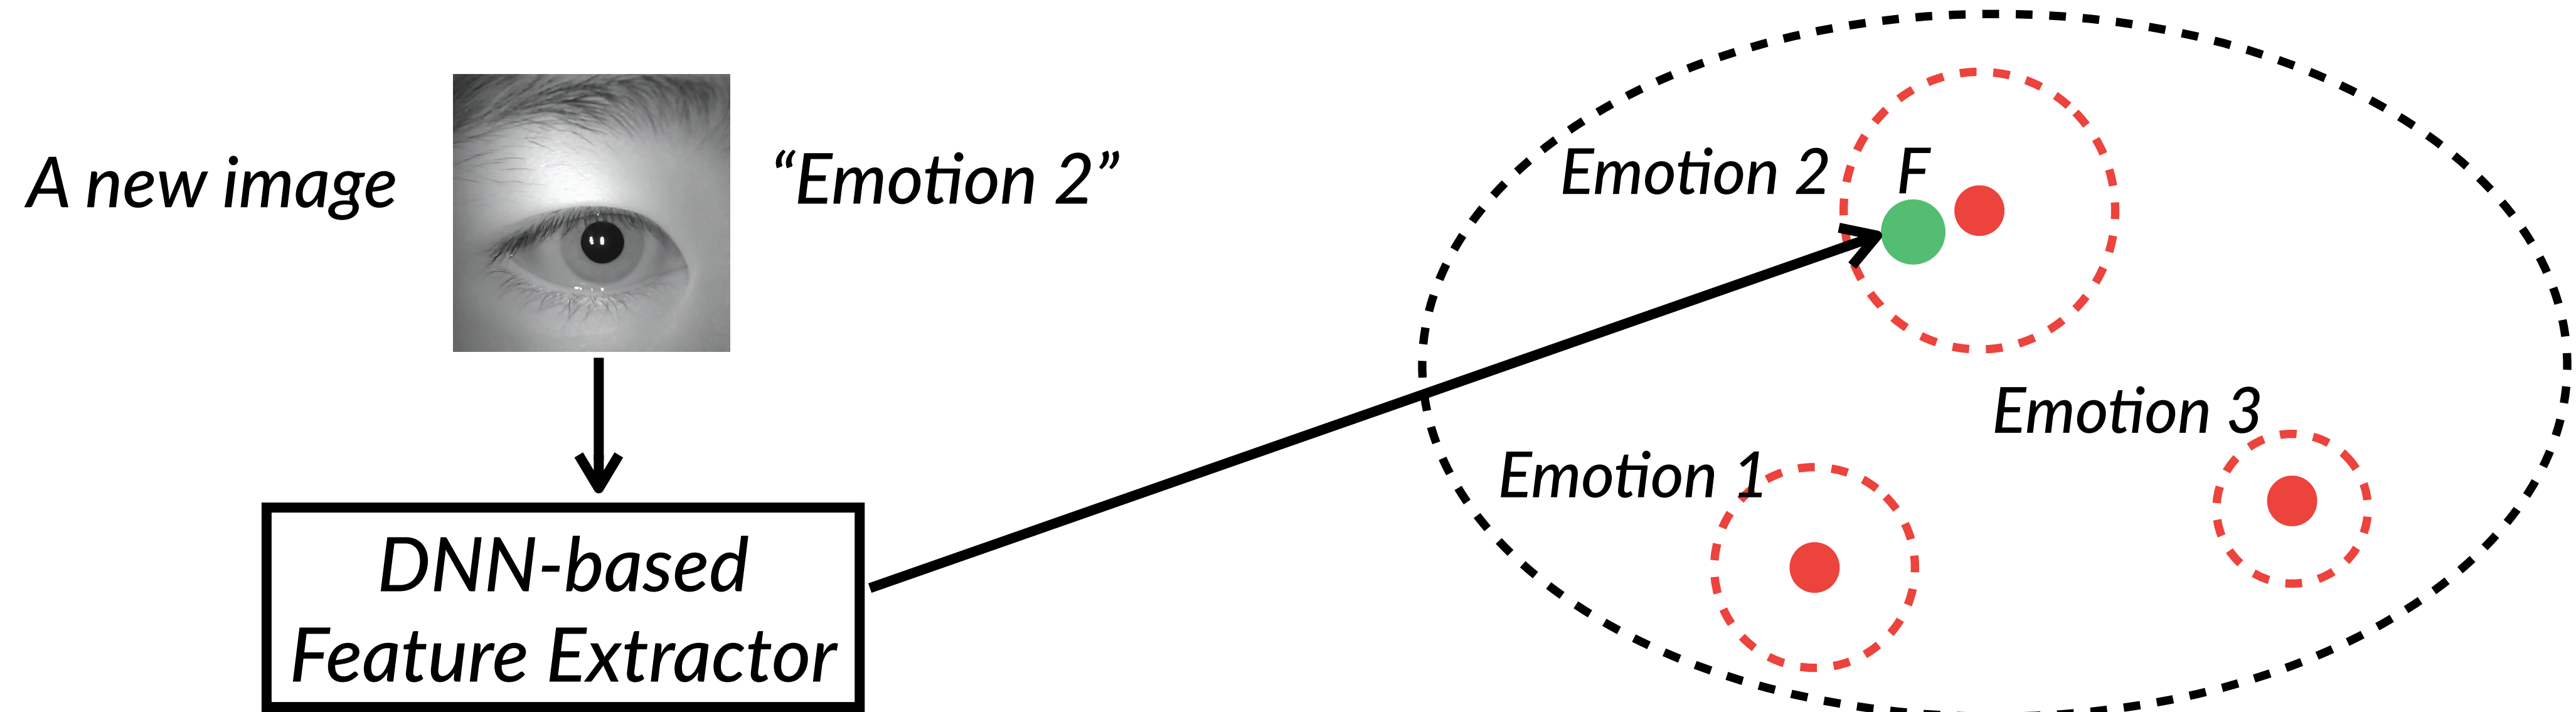 A new image
“Emotion 2”
DNN-based
Feature Extractor
Emotion 2
F
Emotion 3
Emotion 1